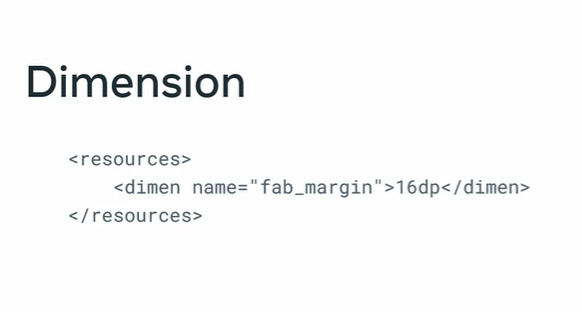 Dimension
<resources>
    <dimen name="fab_margin">16dp</dimen>
</resources>